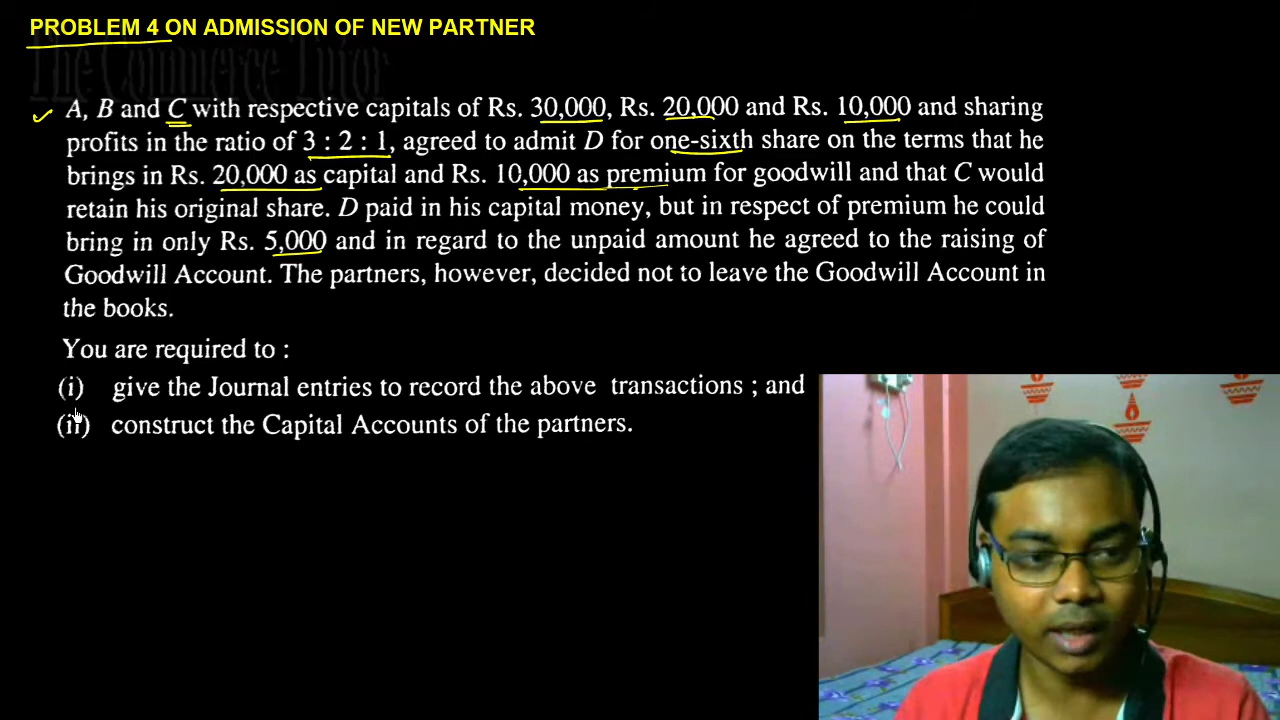 PROBLEM 4 ON ADMISSION OF NEW PARTNER
The Commerce Tutor
A, B and C with respective capitals of Rs. 30,000, Rs. 20,000 and Rs. 10,000 and sharing
profits in the ratio of 3 : 2 : 1, agreed to admit D for one-sixth share on the terms that he
brings in Rs. 20,000 as capital and Rs. 10,000 as premium for goodwill and that C would
retain his original share. D paid in his capital money, but in respect of premium he could
bring in only Rs. 5,000 and in regard to the unpaid amount he agreed to the raising of
Goodwill Account. The partners, however, decided not to leave the Goodwill Account in
the books.
You are required to :
(i) give the Journal entries to record the above transactions ; and
(ii) construct the Capital Accounts of the partners.